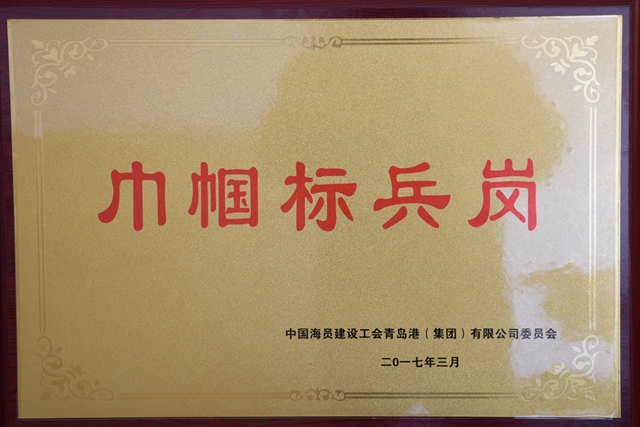 巾帼标兵岗
中国海员建设工会青岛港（集团）有限公司委员会
二0一七年三月